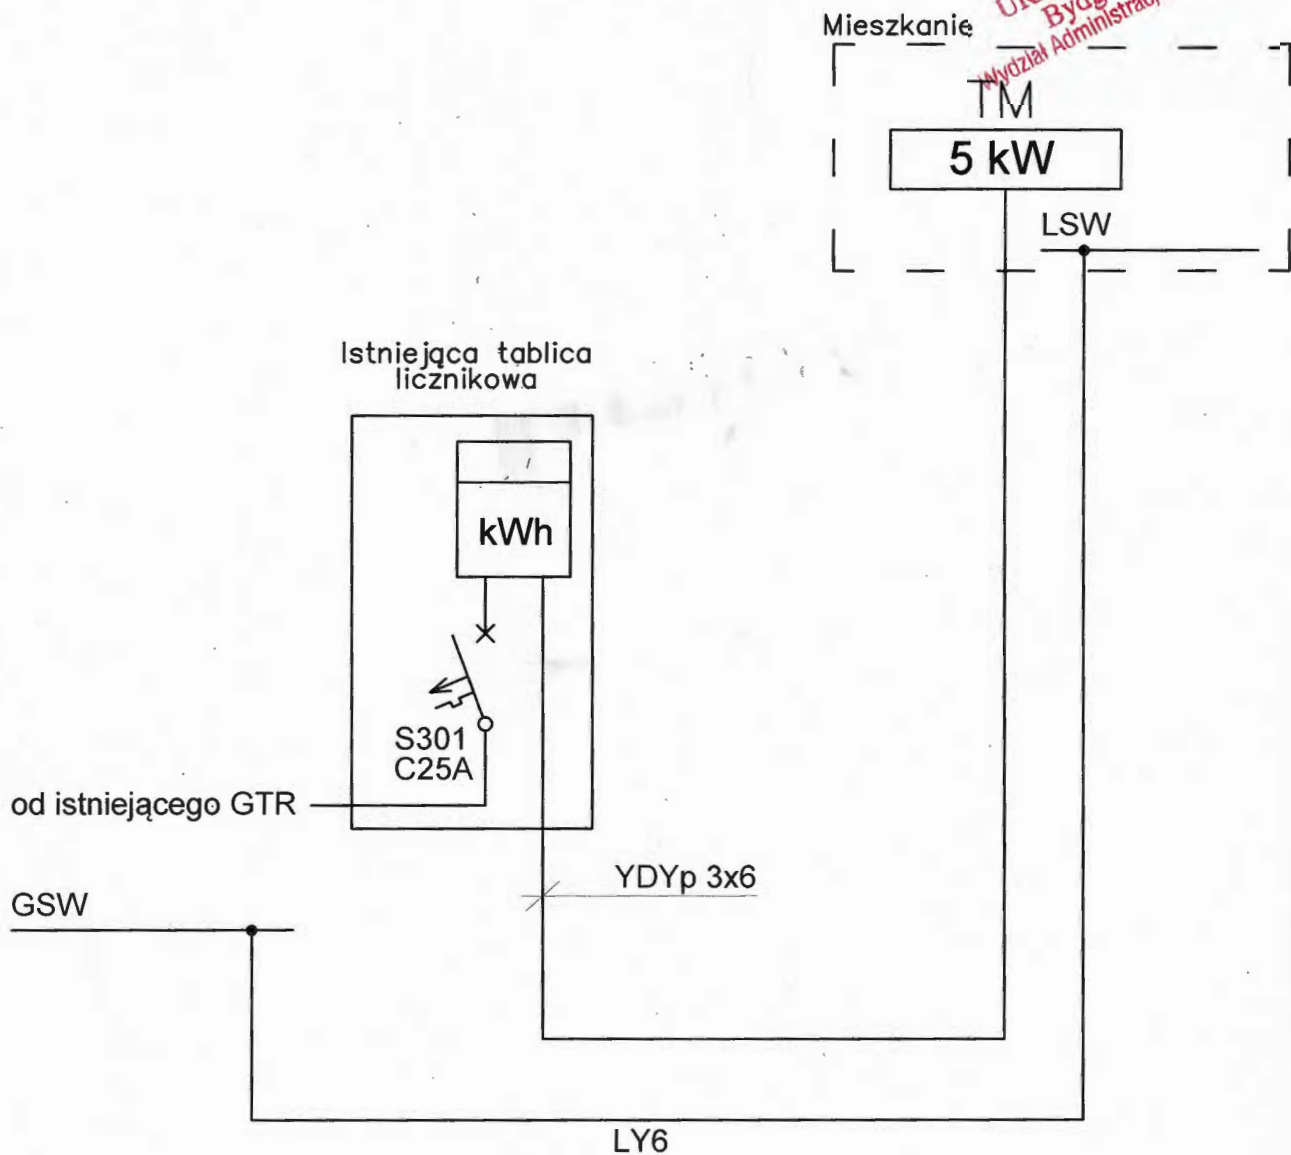 Mieszkanie
Wydział Administracj
TM
5 kW
LSW
Istniejąca tablica
licznikowa
kWh
S301
C25A
od istniejącego GTR
YDYp 3x6
GSW
LY6